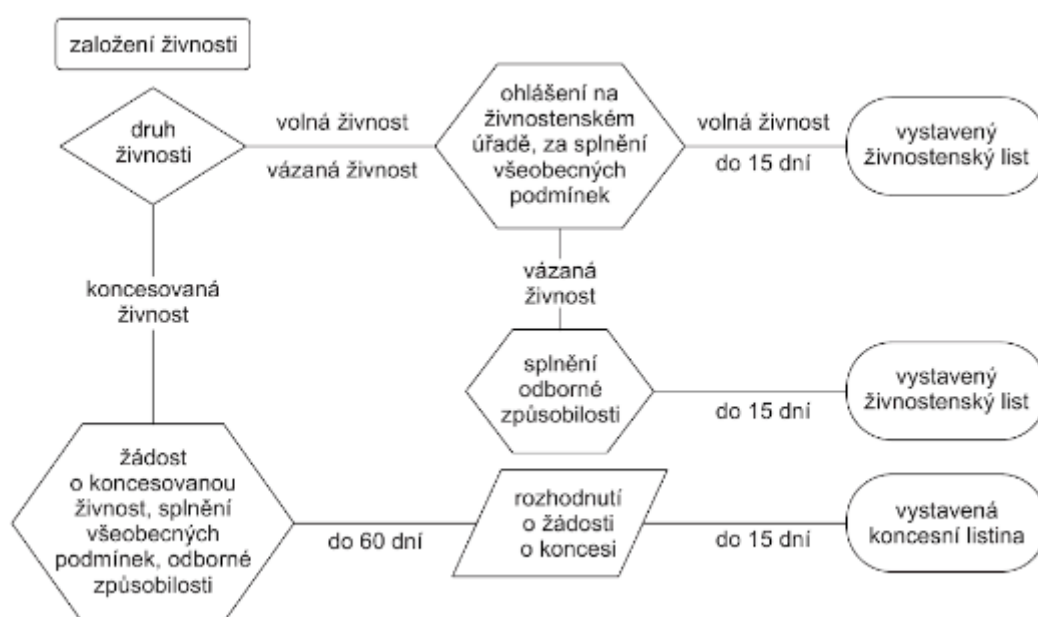 založení živnosti
druh
živnosti
volná živnost
vázaná živnost
ohlášení na
živnostenském
úřadě, za splnění
všeobecných
podmínek
volná živnost
do 15 dní
vystavený
živnostenský list
koncesovaná
živnost
vázaná
živnost
splnění
odborné
způsobilosti
do 15 dní
vystavený
živnostenský list
žádost
o koncesovanou
živnost, splnění
všeobecných
podmínek, odborné
způsobilosti
do 60 dní
rozhodnutí
o žádosti
o koncesi
do 15 dní
vystavená
koncesní listina